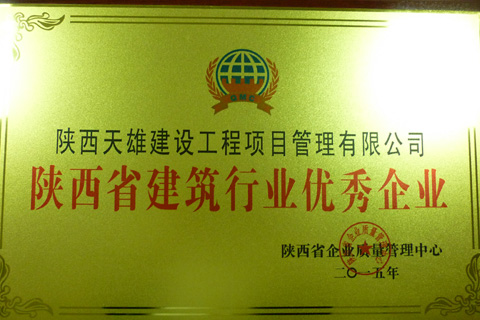 陕西天雄建设工程项目管理有限公司
陕西省建筑行业优秀企业
陕西省企业质量管理中心
二〇一五年